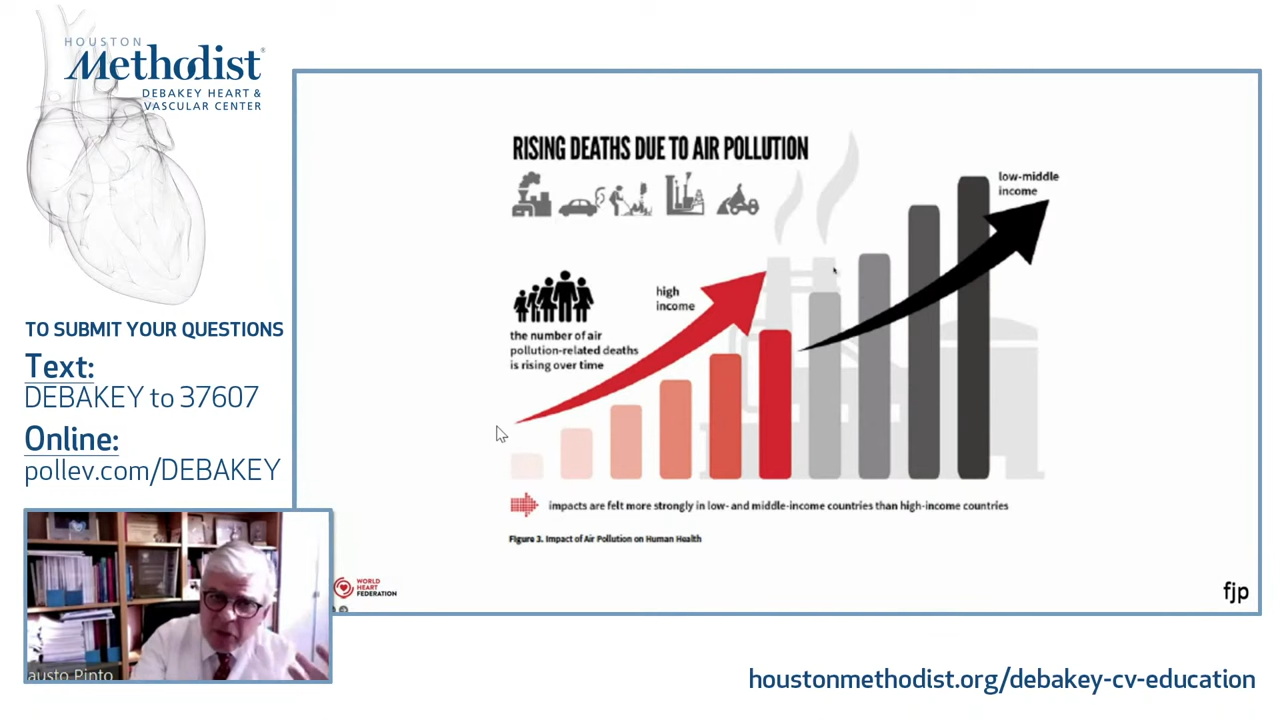 HOUSTON
Methodist®
DEBAKEY HEART &
VASCULAR CENTER
TO SUBMIT YOUR QUESTIONS
Text:
DEBAKEY to 37607
Online:
pollev.com/DEBAKEY
RISING DEATHS DUE TO AIR POLLUTION
low-middle
income
high
income
the number of air
pollution-related deaths
is rising over time
impacts are felt more strongly in low- and middle-income countries than high-income countries
Figure 3. Impact of Air Pollution on Human Health
WORLD
HEART
FEDERATION
fjp
austo Pinto
houstonmethodist.org/debakey-cv-education